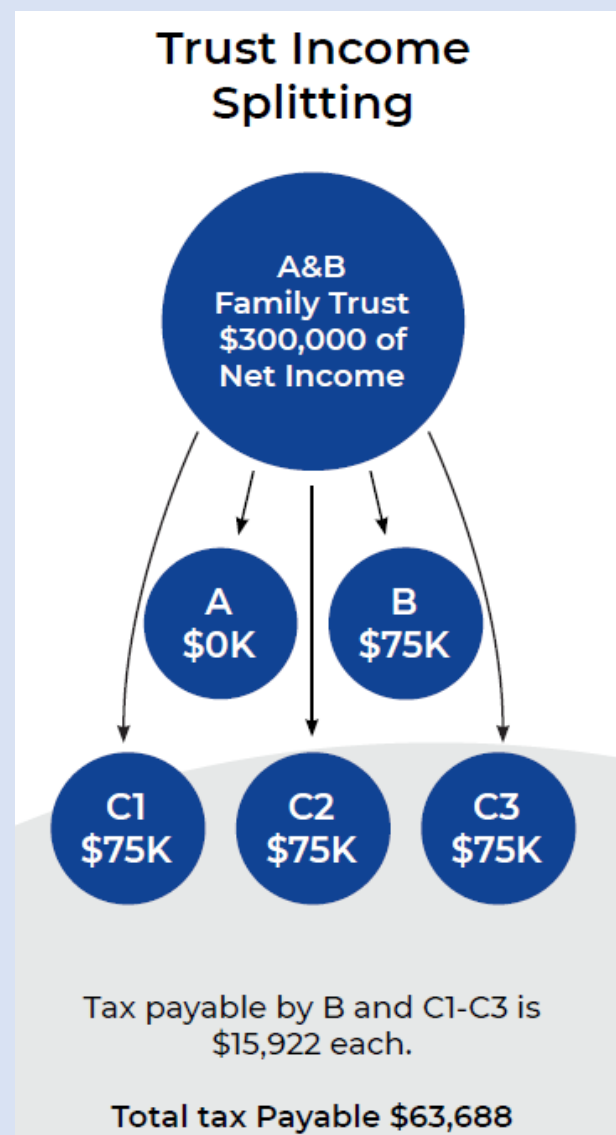 Trust Income
Splitting
A&B
Family Trust
$300,000 of
Net Income
A
$0K
B
$75K
C1
$75K
C2
$75K
C3
$75K
Tax payable by B and C1-C3 is
$15,922 each.
Total tax Payable $63,688